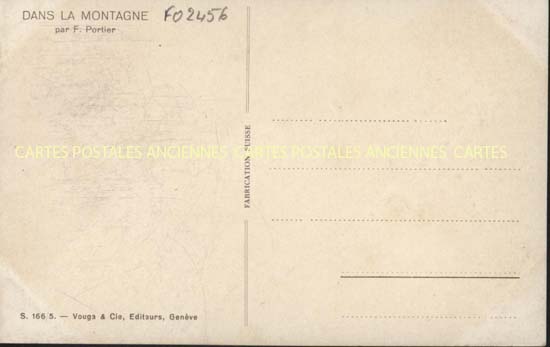 DANS LA MONTAGNE FO2456
par F. Portier
FABRICATION SUISSE
CARTES POSTALES ANCIENNES CARTES POSTALES ANCIENNES CARTES
S. 166 5. — Vouga & Cie, Editeurs, Genève